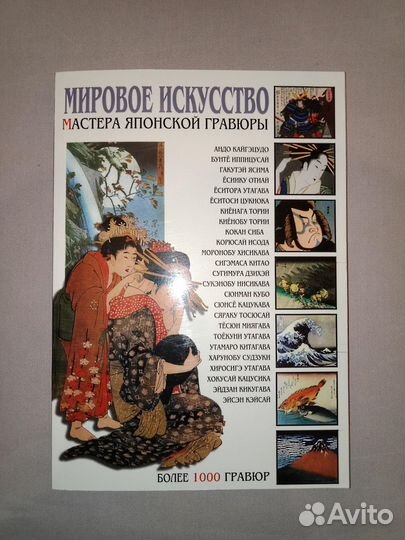 МИРОВОЕ ИСКУССТВО
МАСТЕРА ЯПОНСКОЙ ГРАВЮРЫ
АНДО КАЙГЭЦУДО
БУНТЁ ИППИЦУСАЙ
ГАКУТЭЙ ЯСИМА
ЁСИИКУ ОТИАЙ
ЁСИТОРА УТАГАВА
ЁСИТОСИ ЦУКИОКА
КИЁНАГА ТОРИИ
КИЁНОБУ ТОРИИ
КОКАН СИБА
КОРЮСАЙ ИСОДА
МОРОНОБУ ХИСИКАВА
СИГЭМАСА КИТАО
СУГИМУРА ДЗИХЭЙ
СУКЭНОБУ НИСИКАВА
СЮНМАН КУБО
СЮНСЁ КАЦУКАВА
СЯРАКУ ТОСЮСАЙ
ТЁСЮН МИЯГАВА
ТОЁКУНИ УТАГАВА
УТАМАРО КИТАГАВА
ХАРУНОБУ СУДЗУКИ
ХИРОСИГЭ УТАГАВА
ХОКУСАЙ КАЦУСИКА
ЭЙДЗАН КИКУГАВА
ЭЙСЭН КЭЙСАЙ
БОЛЕЕ 1000 ГРАВЮР
Avito